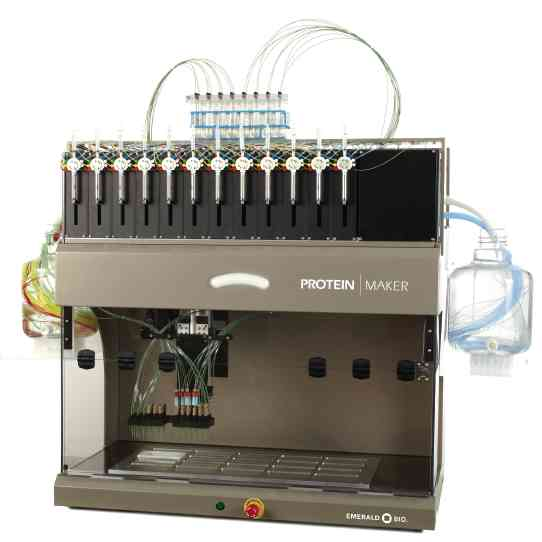 PROTEIN | MAKER
EMERALD BIO.